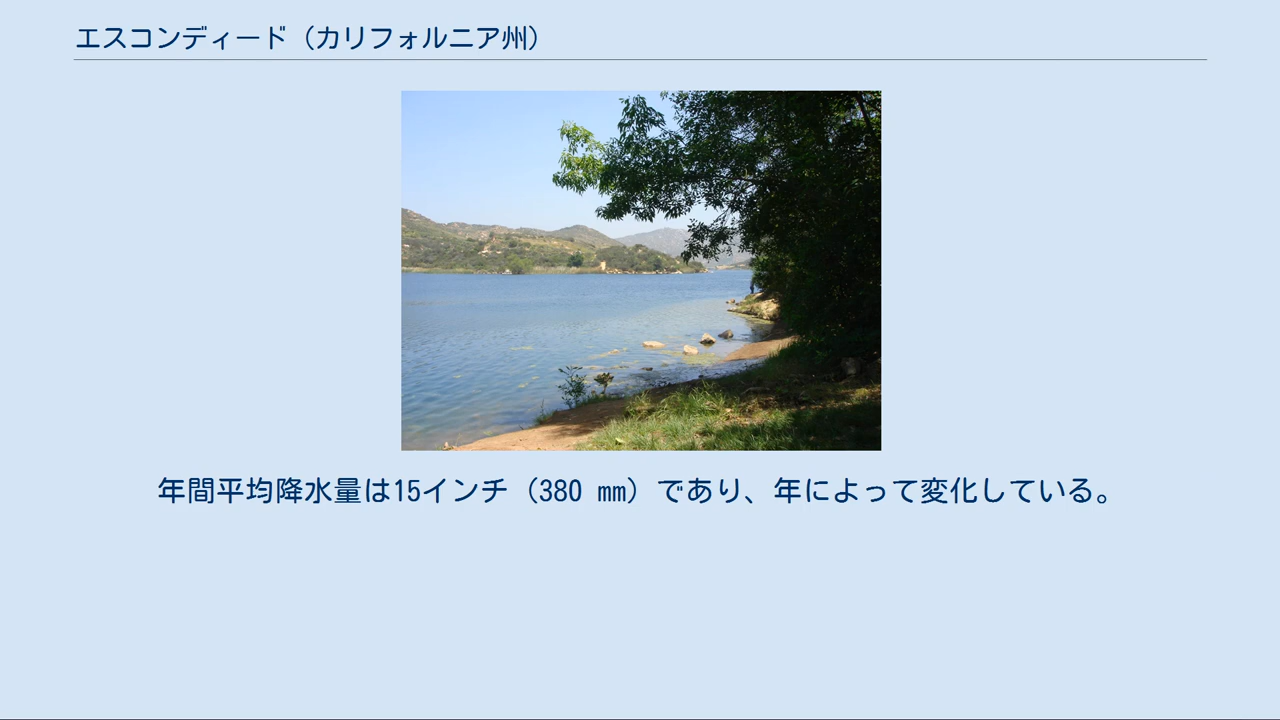 エスコンディード（カリフォルニア州）
年間平均降水量は15インチ（380 mm）であり、年によって変化している。